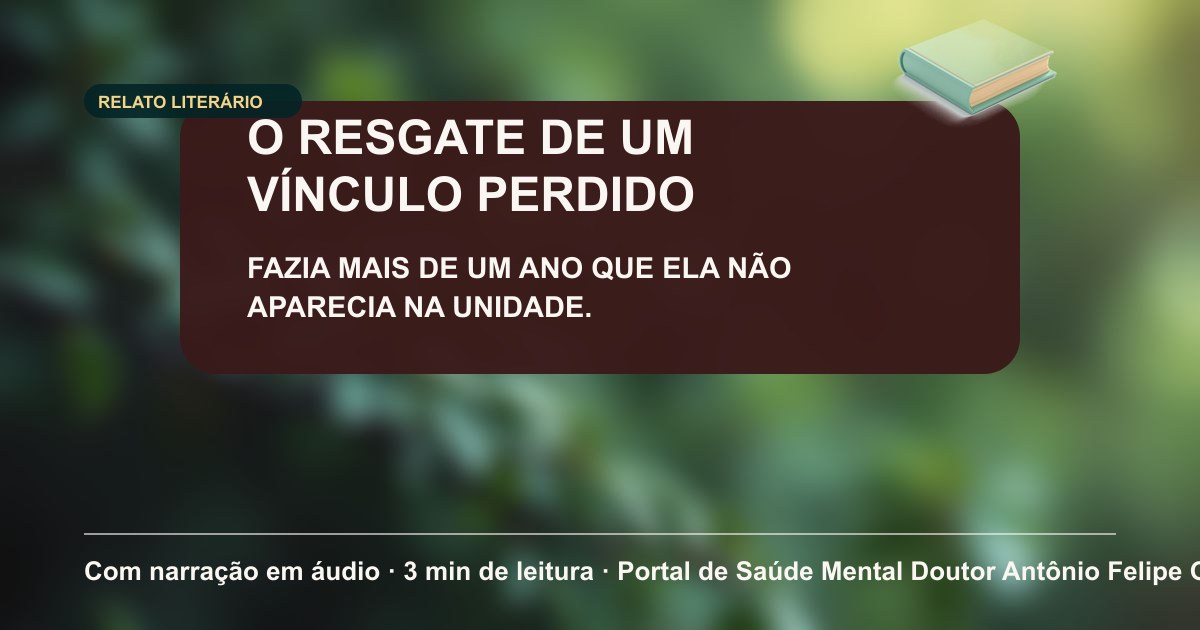 RELATO LITERÁRIO
O RESGATE DE UM
VÍNCULO PERDIDO
FAZIA MAIS DE UM ANO QUE ELA NÃO
APARECIA NA UNIDADE.
Com narração em áudio · 3 min de leitura · Portal de Saúde Mental Doutor Antônio Felipe